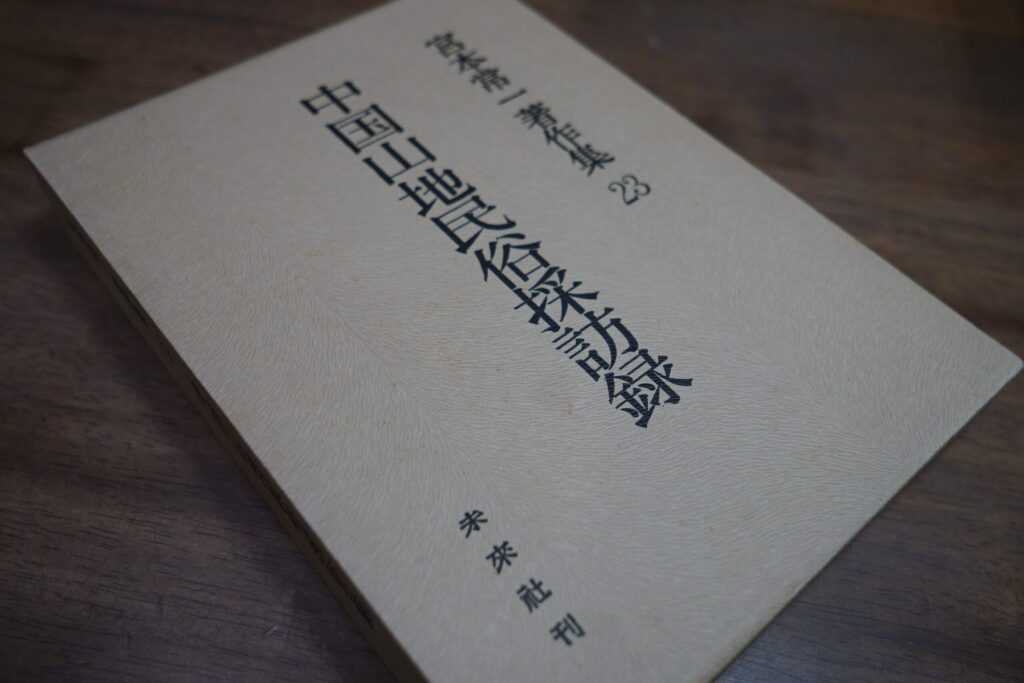 宮本常一著作集 23
中国山地民俗採訪録
未來社刊